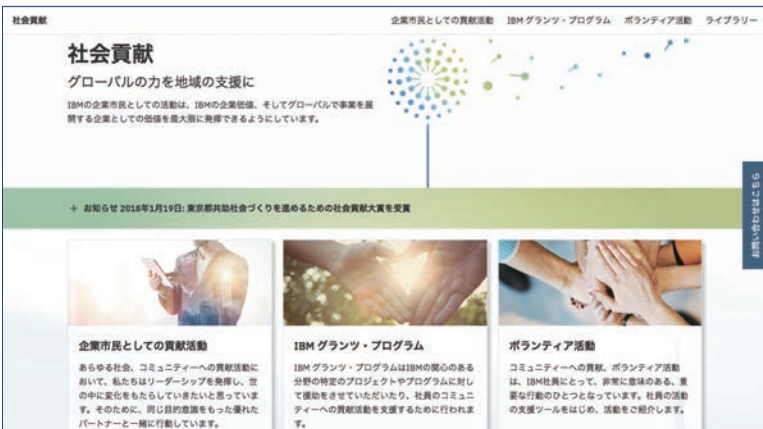 社会貢献
企業市民としての貢献活動 IBM グランツ・プログラム ボランティア活動 ライブラリー
社会貢献
グローバルの力を地域の支援に
IBMの企業市民としての活動は、IBMの企業価値、そしてグローバルで事業を展
開する企業としての価値を最大限に発揮できるようにしています。
お問い合わせはこちら
＋ お知らせ 2018年1月19日: 東京都共助社会づくりを進めるための社会貢献大賞を受賞
企業市民としての貢献活動
あらゆる社会、コミュニティーへの貢献活動に
おいて、私たちはリーダーシップを発揮し、世
の中に変化をもたらしていきたいと思っていま
す。そのために、同じ目的意識をもった優れた
パートナーと一緒に行動しています。
IBM グランツ・プログラム
IBM グランツ・プログラムはIBMの関心のある
分野の特定のプロジェクトやプログラムに対し
て援助をさせていただいたり、社員のコミュニ
ティーへの貢献活動を支援するために行われま
す。
ボランティア活動
コミュニティーへの貢献、ボランティア活動
は、IBM社員にとって、非常に意味のある、重
要な行動のひとつとなっています。社員の活動
の支援ツールをはじめ、活動をご紹介します。